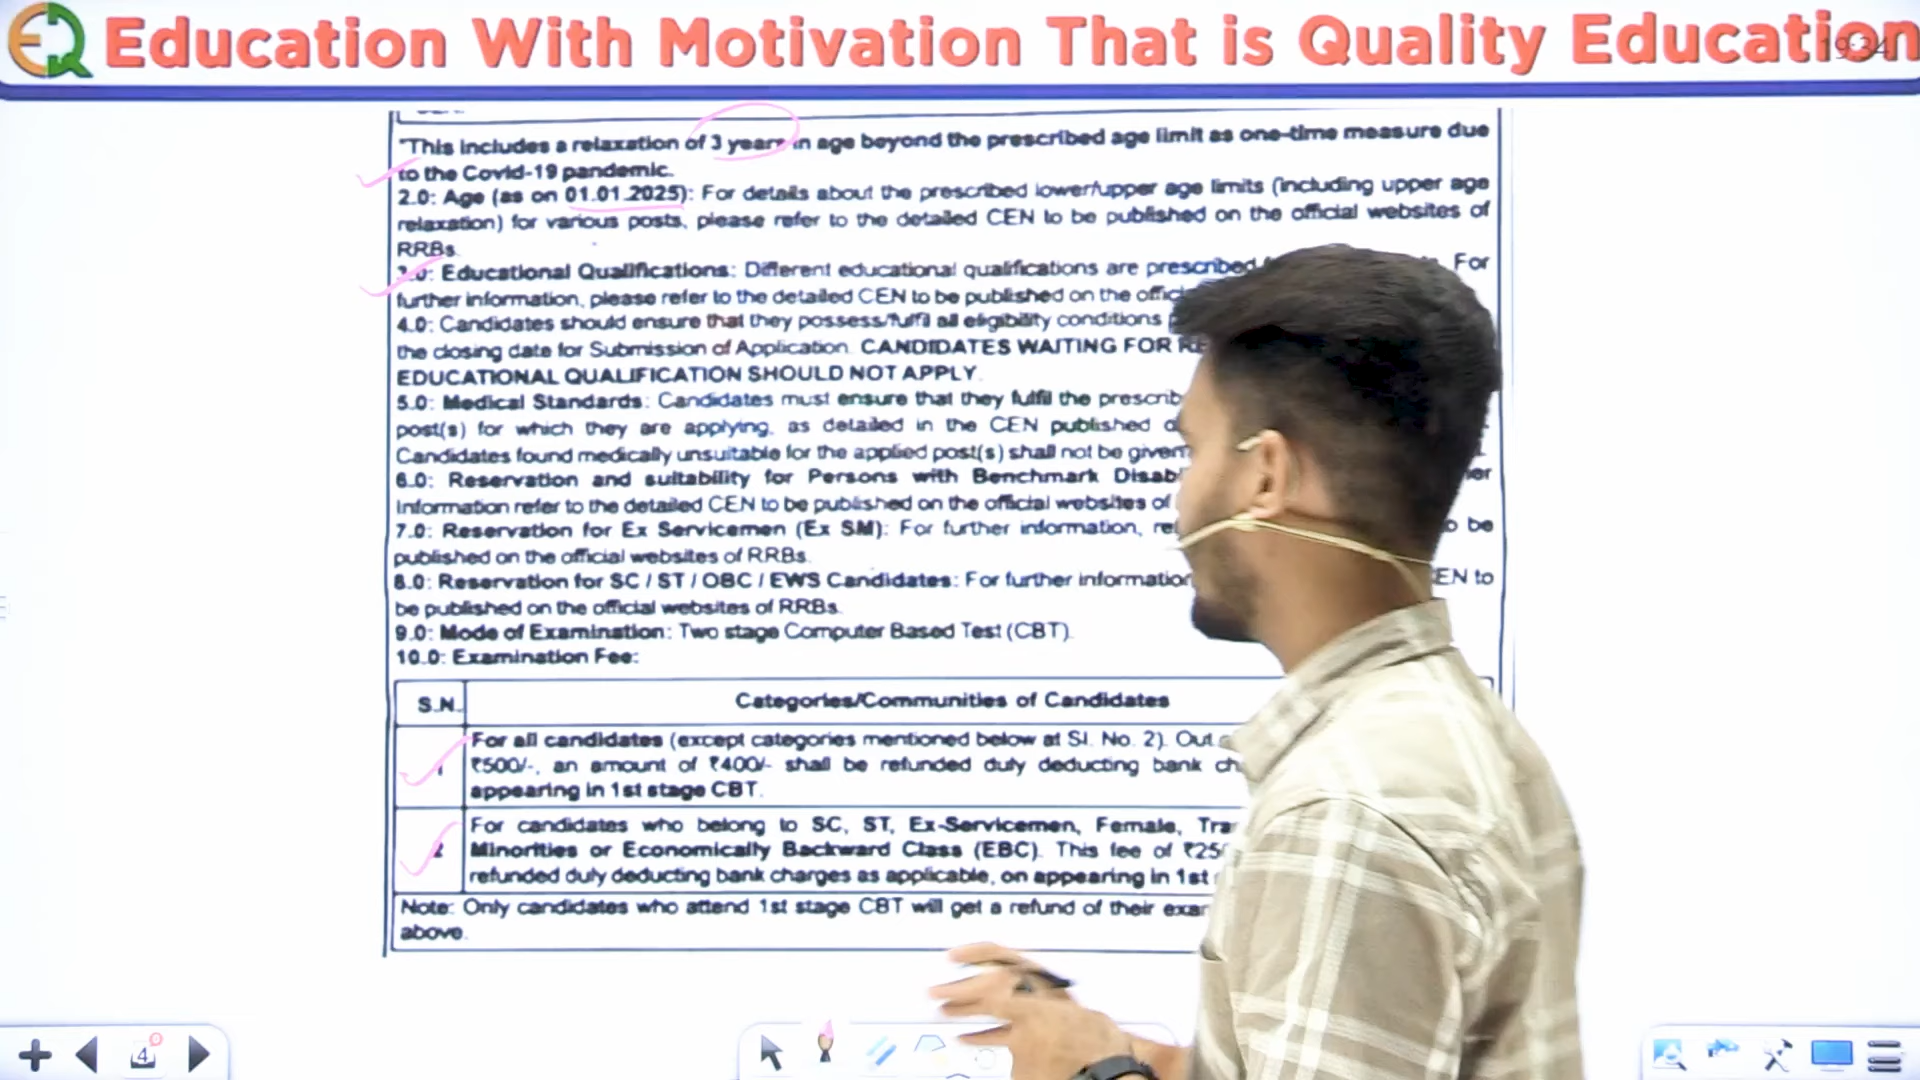 EQ Education With Motivation That is Quality Education
19:34
*This includes a relaxation of 3 years in age beyond the prescribed age limit as one-time measure due
to the Covid-19 pandemic.
2.0: Age (as on 01.01.2025): For details about the prescribed lower/upper age limits (including upper age
relaxation) for various posts, please refer to the detailed CEN to be published on the official websites of
RRBs.
3.0: Educational Qualifications: Different educational qualifications are prescribed For
further information, please refer to the detailed CEN to be published on the
4.0: Candidates should ensure that they possess/fulfil all eligibility conditions
the closing date for Submission of Application. CANDIDATES WAITING FOR
EDUCATIONAL QUALIFICATION SHOULD NOT APPLY.
5.0: Medical Standards: Candidates must ensure that they fulfil the
post(s) for which they are applying, as detailed in the CEN published
Candidates found medically unsuitable for the applied post(s) shall not be given
6.0: Reservation and suitability for Persons with Benchmark
Information refer to the detailed CEN to be published on the official websites of
7.0: Reservation for Ex Servicemen (Ex SM): For further information, be
published on the official websites of RRBs.
8.0: Reservation for SC / ST / OBC / EWS Candidates: For further information CEN to
be published on the official websites of RRBs.
9.0: Mode of Examination: Two stage Computer Based Test (CBT).
10.0: Examination Fee:
S.N. Categories/Communities of Candidates
1 For all candidates (except categories mentioned below at Sl. No. 2). Out
₹500/-, an amount of ₹400/- shall be refunded duly deducting bank
appearing in 1st stage CBT.
2 For candidates who belong to SC, ST, Ex-Servicemen, Female,
Minorities or Economically Backward Class (EBC). This fee of
refunded duly deducting bank charges as applicable, on appearing in 1st
Note: Only candidates who attend 1st stage CBT will get a refund of their
above.
4